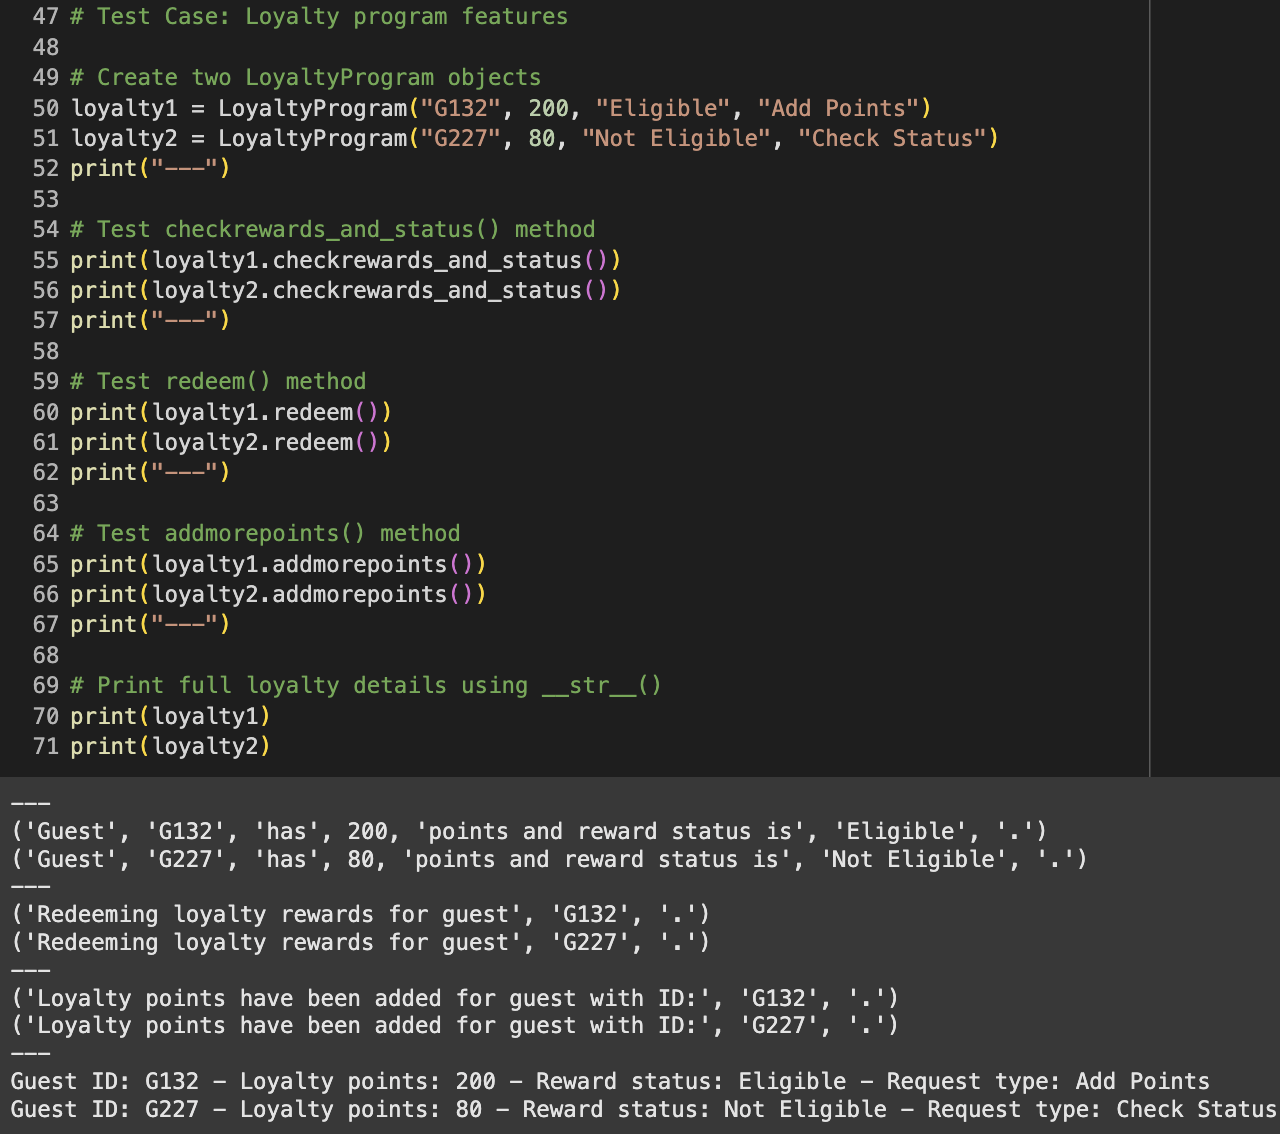 47 # Test Case: Loyalty program features
48
49 # Create two LoyaltyProgram objects
50 loyalty1 = LoyaltyProgram("G132", 200, "Eligible", "Add Points")
51 loyalty2 = LoyaltyProgram("G227", 80, "Not Eligible", "Check Status")
52 print("---")
53
54 # Test checkrewards_and_status() method
55 print(loyalty1.checkrewards_and_status())
56 print(loyalty2.checkrewards_and_status())
57 print("---")
58
59 # Test redeem() method
60 print(loyalty1.redeem())
61 print(loyalty2.redeem())
62 print("---")
63
64 # Test addmorepoints() method
65 print(loyalty1.addmorepoints())
66 print(loyalty2.addmorepoints())
67 print("---")
68
69 # Print full loyalty details using __str__()
70 print(loyalty1)
71 print(loyalty2)
---
('Guest', 'G132', 'has', 200, 'points and reward status is', 'Eligible', '.')
('Guest', 'G227', 'has', 80, 'points and reward status is', 'Not Eligible', '.')
---
('Redeeming loyalty rewards for guest', 'G132', '.')
('Redeeming loyalty rewards for guest', 'G227', '.')
---
('Loyalty points have been added for guest with ID:', 'G132', '.')
('Loyalty points have been added for guest with ID:', 'G227', '.')
---
Guest ID: G132 - Loyalty points: 200 - Reward status: Eligible - Request type: Add Points
Guest ID: G227 - Loyalty points: 80 - Reward status: Not Eligible - Request type: Check Status